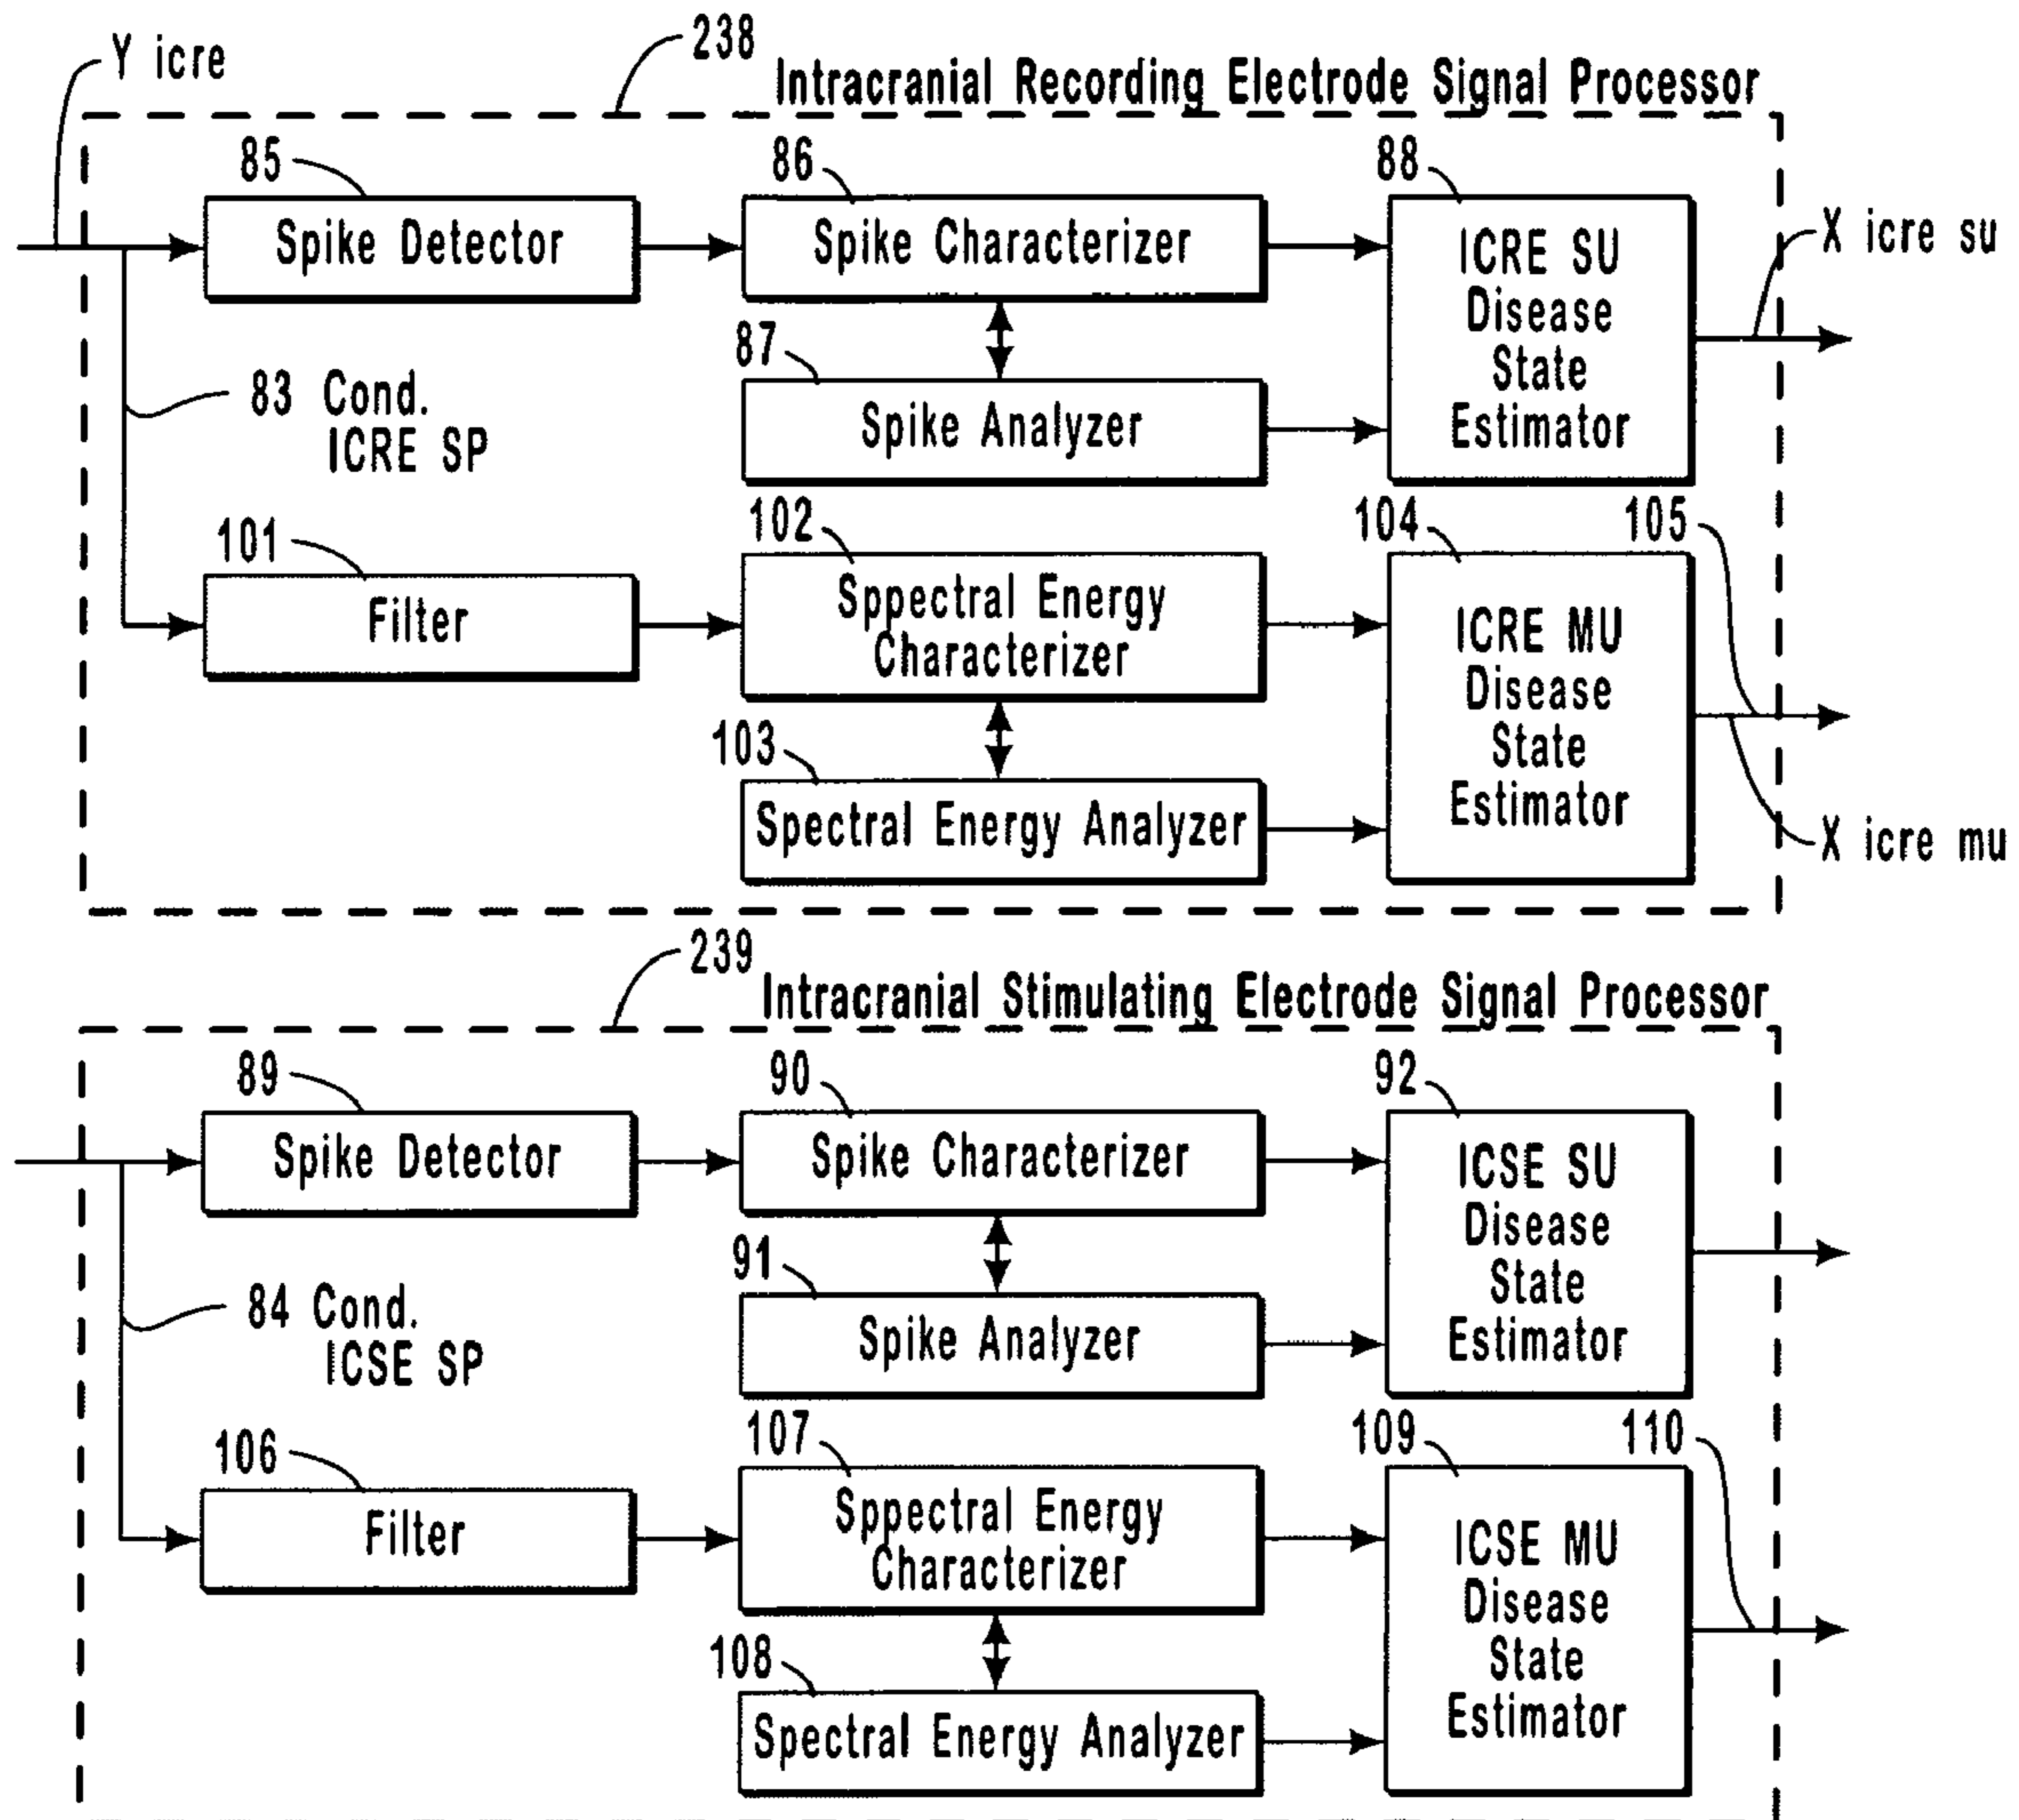 Y icre
238
Intracranial Recording Electrode Signal Processor
85
86
88
Spike Detector
Spike Characterizer
ICRE SU
Disease
State
Estimator
X icre su
87
Spike Analyzer
83 Cond.
ICRE SP
101
102
104
105
Filter
Sppectral Energy
Characterizer
ICRE MU
Disease
State
Estimator
103
Spectral Energy Analyzer
X icre mu
239
Intracranial Stimulating Electrode Signal Processor
89
90
92
Spike Detector
Spike Characterizer
ICSE SU
Disease
State
Estimator
91
Spike Analyzer
84 Cond.
ICSE SP
106
107
109
110
Filter
Sppectral Energy
Characterizer
ICSE MU
Disease
State
Estimator
108
Spectral Energy Analyzer